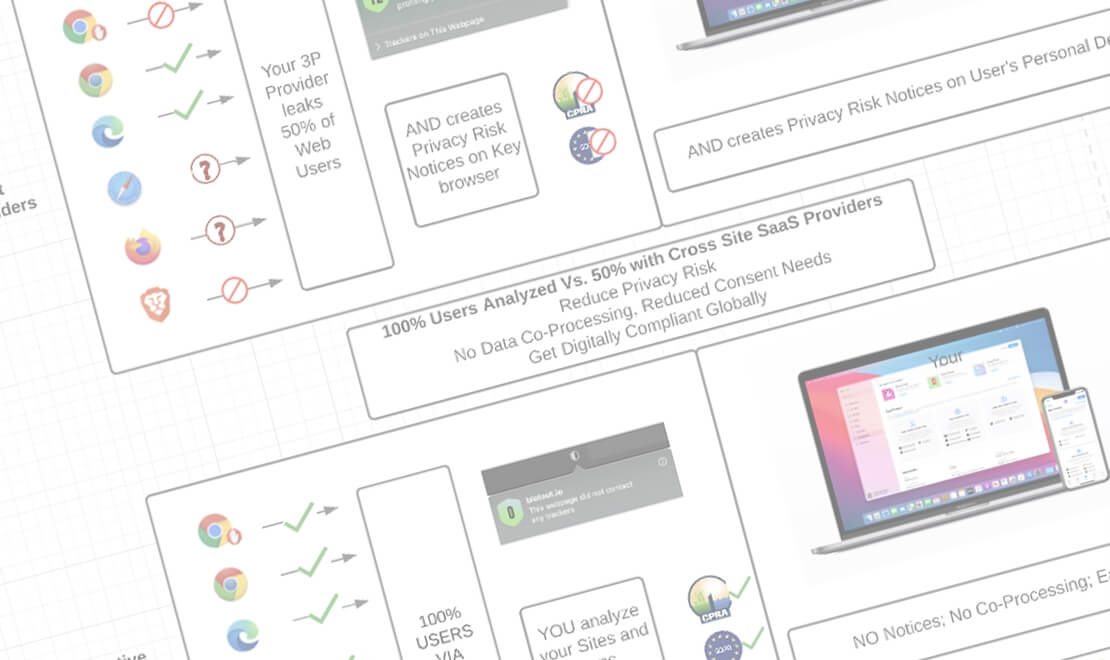 Trackers on This Webpage
Your 3P
Provider
leaks
50% of
Web
Users
AND creates
Privacy Risk
Notices on Key
browser
CPRA
AND creates Privacy Risk Notices on User's Personal
100% Users Analyzed Vs. 50% with Cross Site SaaS Providers
Reduce Privacy Risk
No Data Co-Processing, Reduced Consent Needs
Get Digitally Compliant Globally
Your
blotout.io
This webpage did not contact
any trackers
100%
USERS
VIA
YOU analyze
your Sites and
CPRA
NO Notices; No Co-Processing;